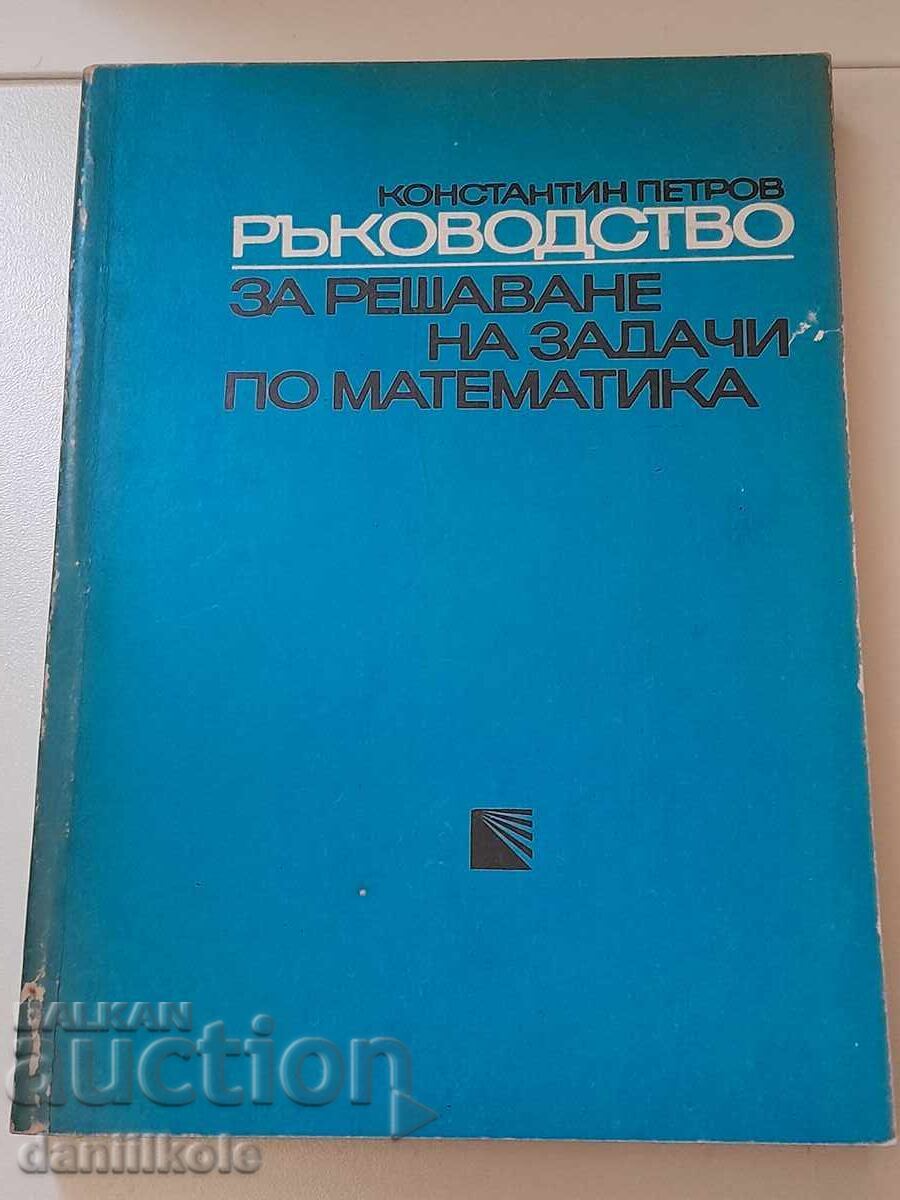 КОНСТАНТИН ПЕТРОВ
РЪКОВОДСТВО
ЗА РЕШАВАНЕ
НА ЗАДАЧИ
ПО МАТЕМАТИКА
BALKAN
auction
daniilkole